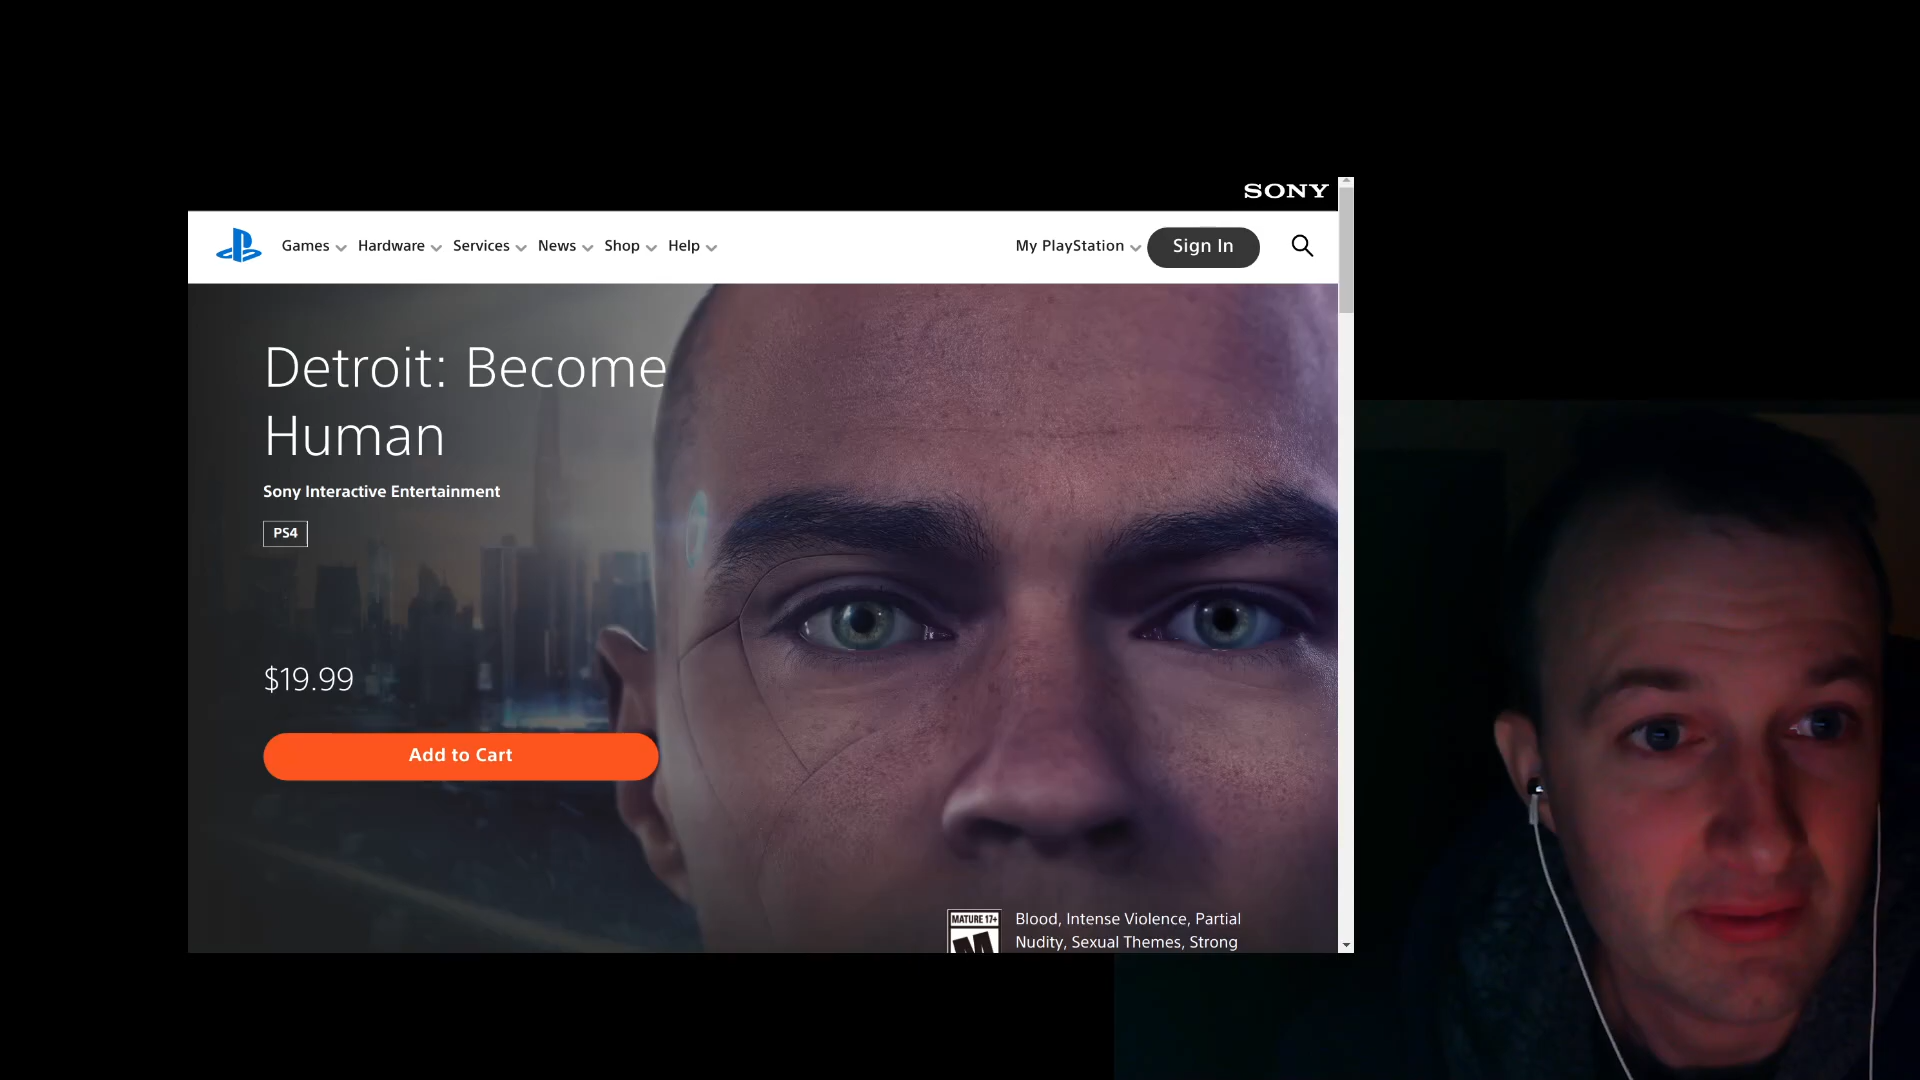 SONY
Games Hardware Services News Shop Help My PlayStation Sign In
Detroit: Become
Human
Sony Interactive Entertainment
PS4
$19.99
Add to Cart
MATURE 17+
M
Blood, Intense Violence, Partial
Nudity, Sexual Themes, Strong